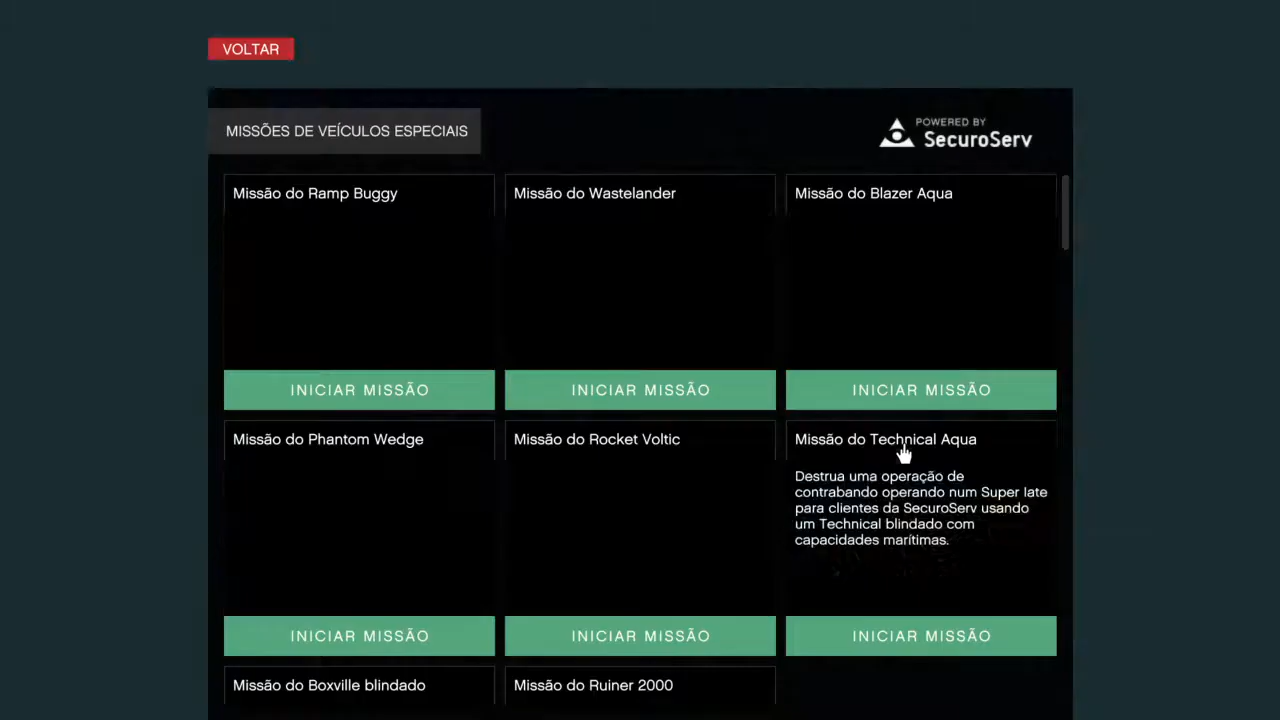 VOLTAR
MISSÕES DE VEÍCULOS ESPECIAIS
POWERED BY
SecuroServ
Missão do Ramp Buggy
Missão do Wastelander
Missão do Blazer Aqua
INICIAR MISSÃO
INICIAR MISSÃO
INICIAR MISSÃO
Missão do Phantom Wedge
Missão do Rocket Voltic
Missão do Technical Aqua
Destrua uma operação de
contrabando operando num Super Iate
para clientes da SecuroServ usando
um Technical blindado com
capacidades marítimas.
INICIAR MISSÃO
INICIAR MISSÃO
INICIAR MISSÃO
Missão do Boxville blindado
Missão do Ruiner 2000